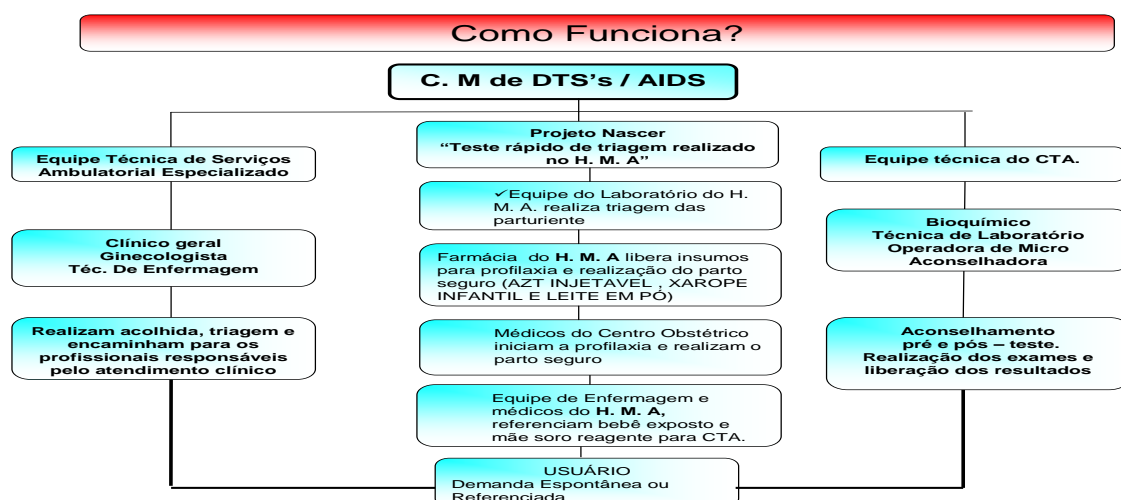 Como Funciona?
C. M de DTS's / AIDS
Equipe Técnica de Serviços
Ambulatorial Especializado
Clínico geral
Ginecologista
Téc. De Enfermagem
Realizam acolhida, triagem e
encaminham para os
profissionais responsáveis
pelo atendimento clínico
Projeto Nascer
“Teste rápido de triagem realizado
no H. M. A”
✓Equipe do Laboratório do H.
M. A. realiza triagem das
parturiente
Farmácia do H. M. A libera insumos
para profilaxia e realização do parto
seguro (AZT INJETAVEL , XAROPE
INFANTIL E LEITE EM PÓ)
Médicos do Centro Obstétrico
iniciam a profilaxia e realizam o
parto seguro
Equipe de Enfermagem e
médicos do H. M. A,
referenciam bebê exposto e
mãe soro reagente para CTA.
Equipe técnica do CTA.
Bioquímico
Técnica de Laboratório
Operadora de Micro
Aconselhadora
Aconselhamento
pré e pós – teste.
Realização dos exames e
liberação dos resultados
USUÁRIO
Demanda Espontânea ou
Referenciada